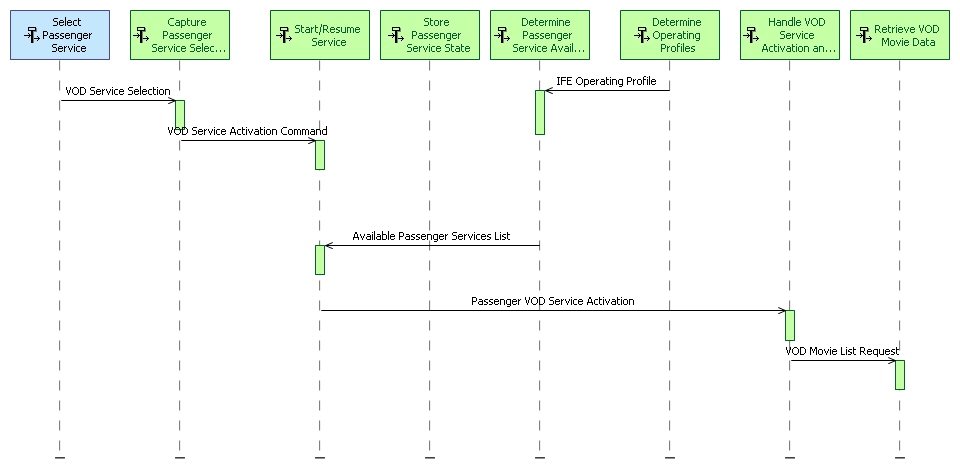 Select
Passenger
Service
Capture
Passenger
Service Selec...
Start/Resume
Service
Store
Passenger
Service State
Determine
Passenger
Service Avail...
Determine
Operating
Profiles
Handle VOD
Service
Activation an...
Retrieve VOD
Movie Data
IFE Operating Profile
VOD Service Selection
VOD Service Activation Command
Available Passenger Services List
Passenger VOD Service Activation
VOD Movie List Request